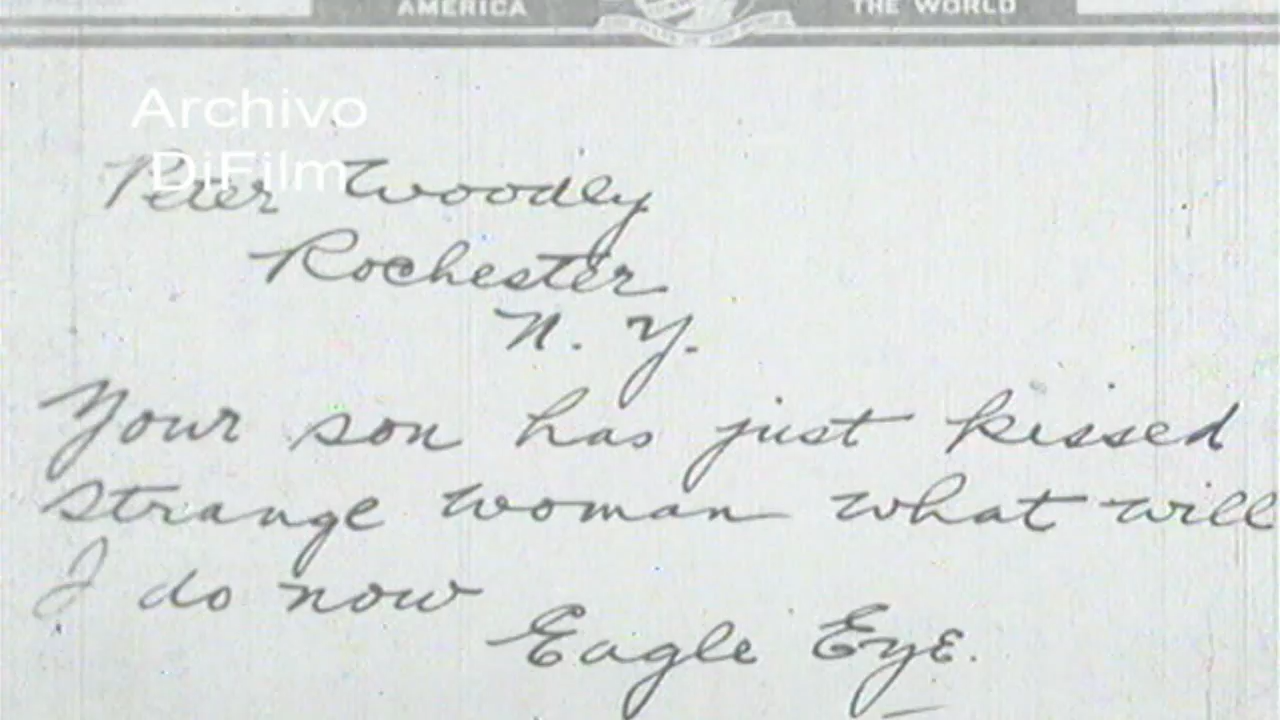 AMERICA THE WORLD
Archivo
DiFilm
Peter Woodly
Rochester
N. Y.
Your son has just kissed
strange woman what will
I do now
Eagle Eye.